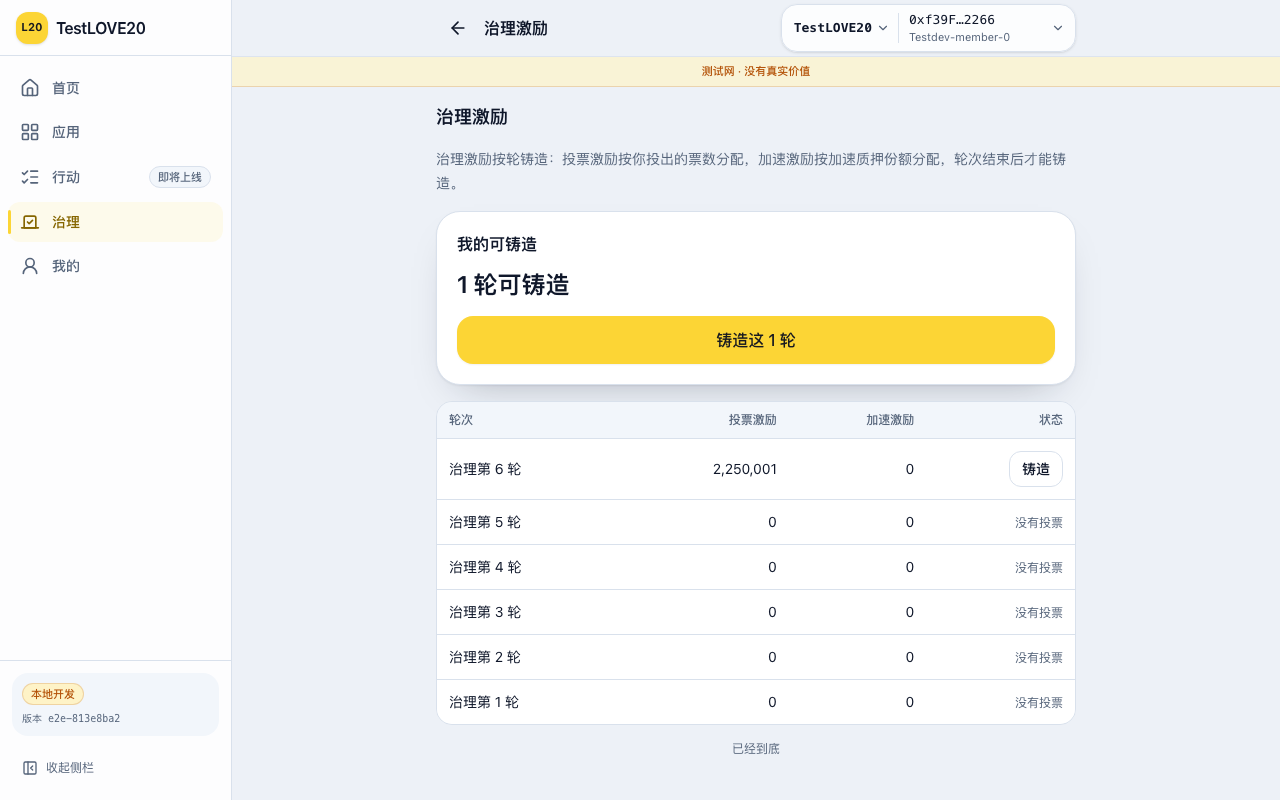 L20 TestLOVE20
首页
应用
行动 即将上线
治理
我的
本地开发
版本 e2e-813e8ba2
收起侧栏
治理激励
TestLOVE20
0xf39F…2266
Testdev-member-0
测试网 · 没有真实价值
治理激励
治理激励按轮铸造：投票激励按你投出的票数分配，加速激励按加速质押份额分配，轮次结束后才能铸
造。
我的可铸造
1 轮可铸造
铸造这 1 轮
轮次 投票激励 加速激励 状态
治理第 6 轮 2,250,001 0 铸造
治理第 5 轮 0 0 没有投票
治理第 4 轮 0 0 没有投票
治理第 3 轮 0 0 没有投票
治理第 2 轮 0 0 没有投票
治理第 1 轮 0 0 没有投票
已经到底